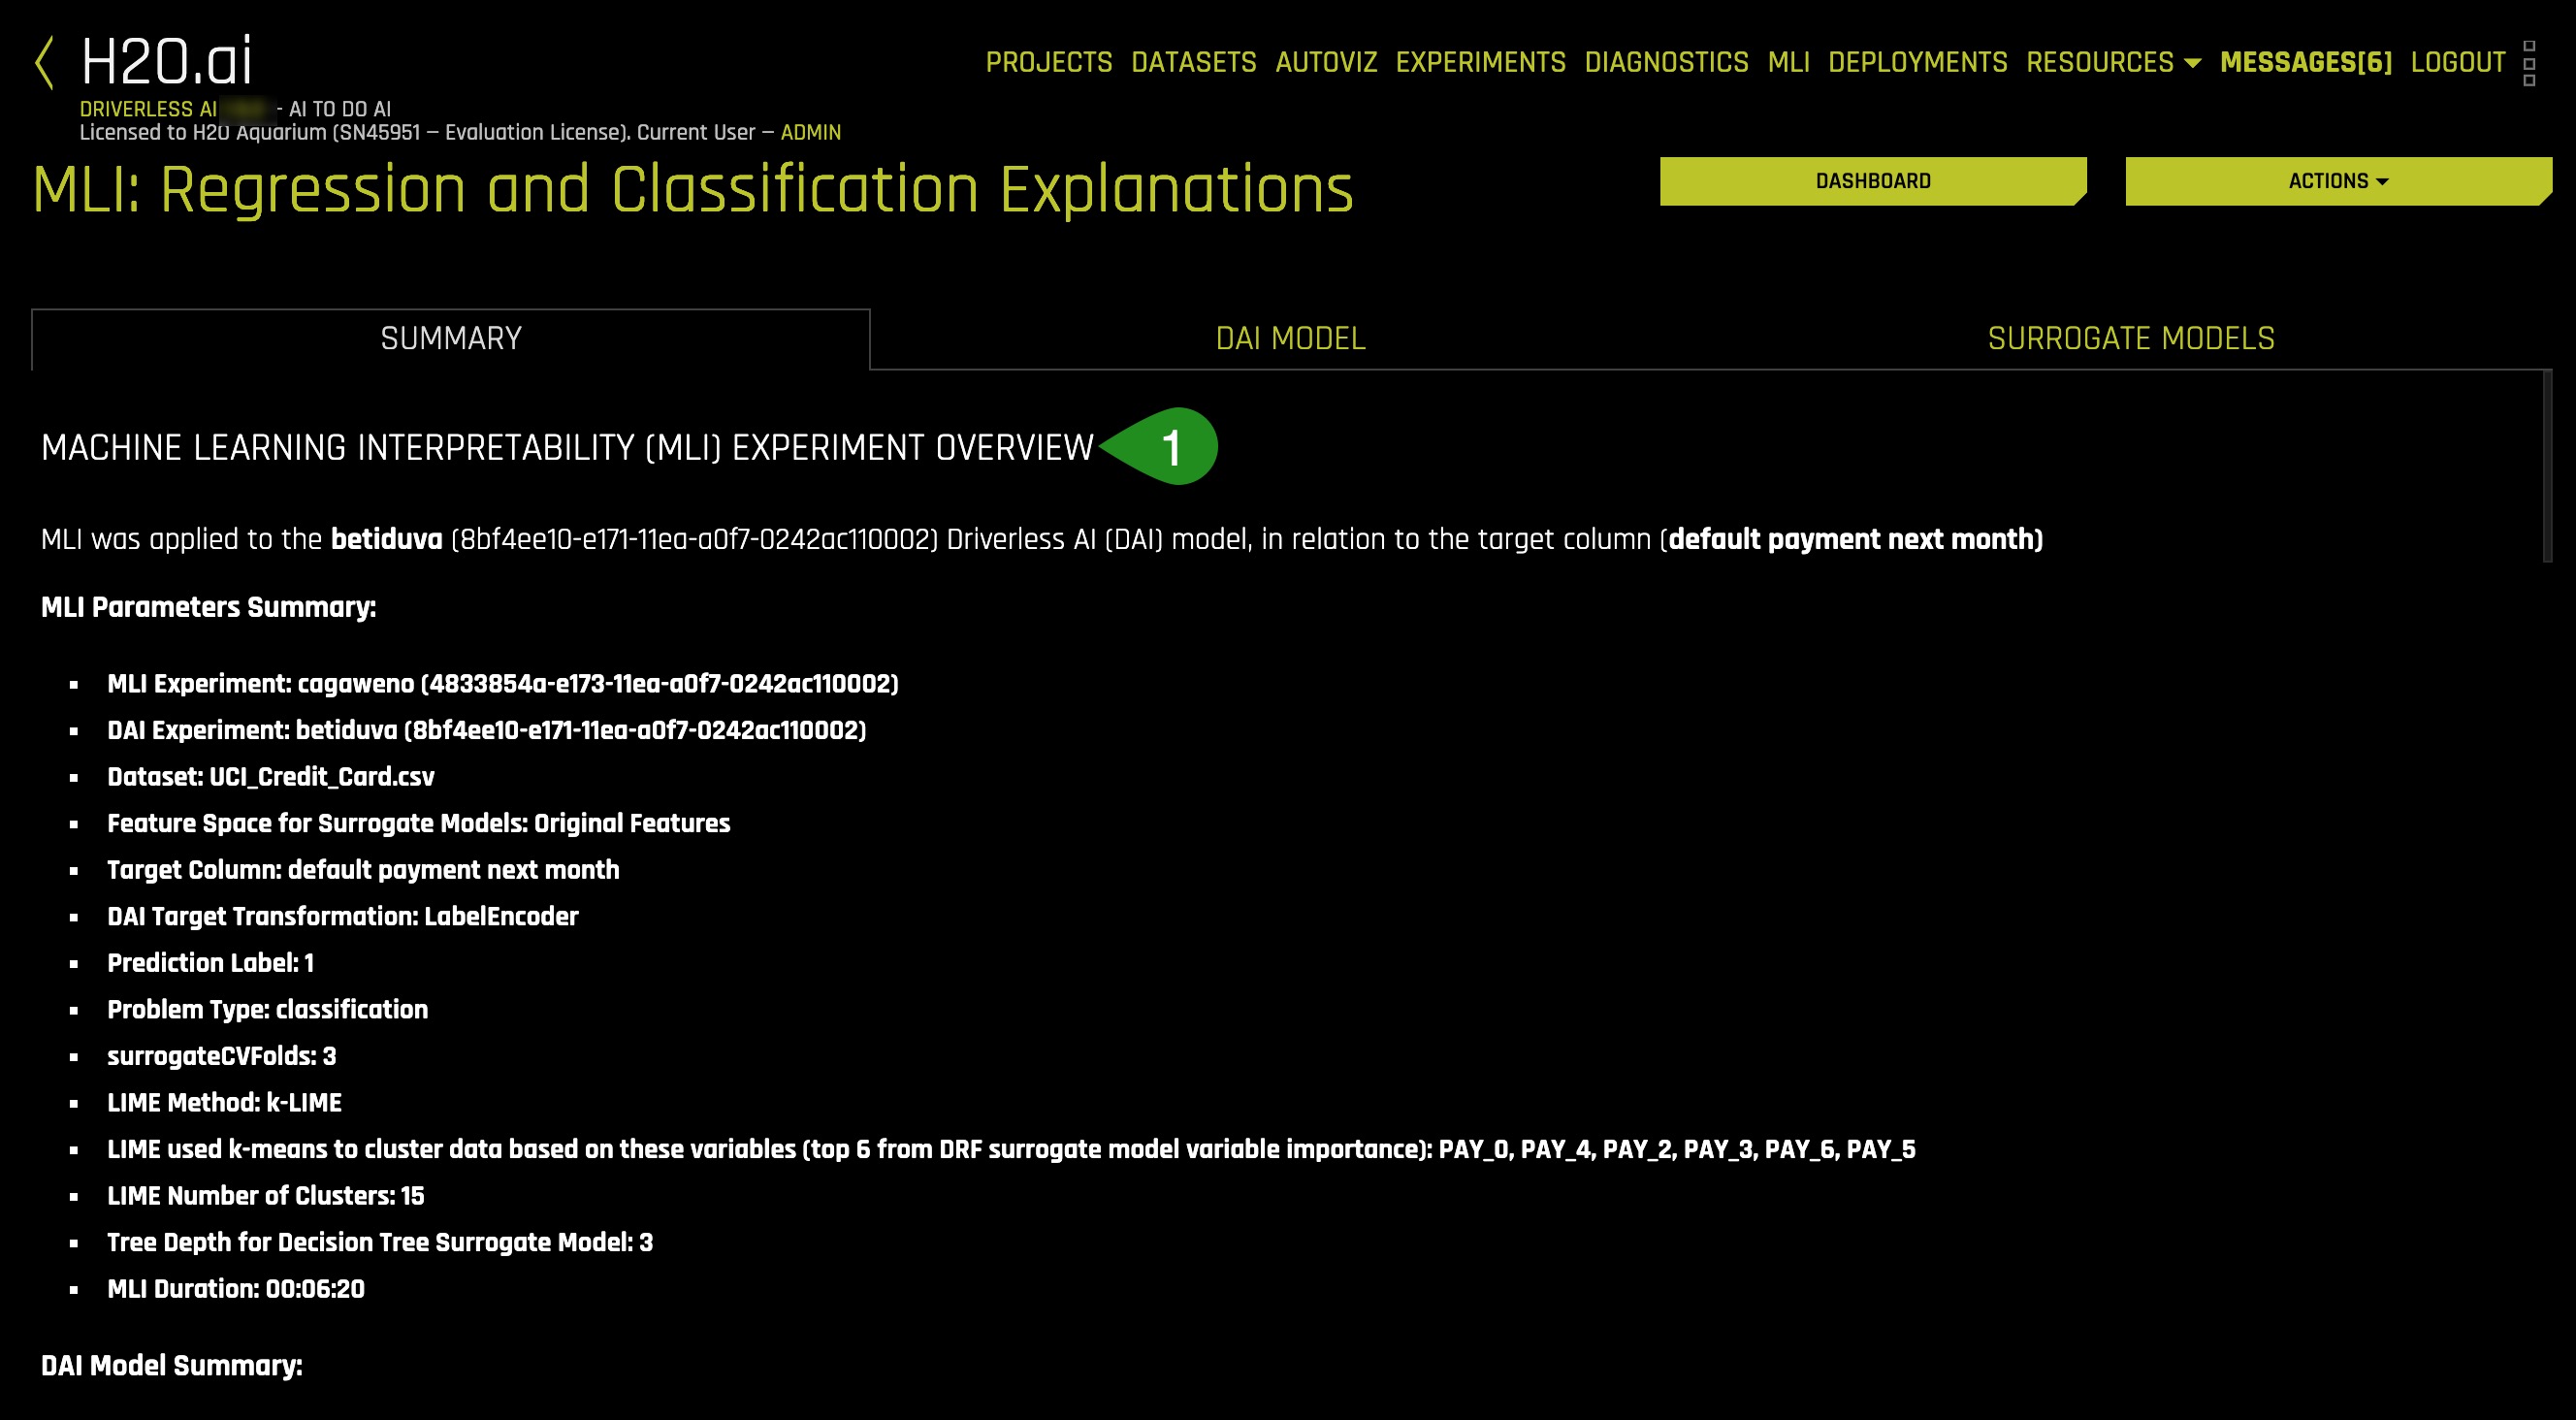 H2O.ai
PROJECTS DATASETS AUTOVIZ EXPERIMENTS DIAGNOSTICS MLI DEPLOYMENTS RESOURCES MESSAGES[6] LOGOUT
DRIVERLESS AI - AI TO DO AI
Licensed to H2O Aquarium (SN45951 – Evaluation License). Current User – ADMIN
MLI: Regression and Classification Explanations
DASHBOARD
ACTIONS
SUMMARY
DAI MODEL
SURROGATE MODELS
MACHINE LEARNING INTERPRETABILITY (MLI) EXPERIMENT OVERVIEW 1
MLI was applied to the betiduva (8bf4ee10-e171-11ea-a0f7-0242ac110002) Driverless AI (DAI) model, in relation to the target column (default payment next month)
MLI Parameters Summary:
▪ MLI Experiment: cagaweno (4833854a-e173-11ea-a0f7-0242ac110002)
▪ DAI Experiment: betiduva (8bf4ee10-e171-11ea-a0f7-0242ac110002)
▪ Dataset: UCI_Credit_Card.csv
▪ Feature Space for Surrogate Models: Original Features
▪ Target Column: default payment next month
▪ DAI Target Transformation: LabelEncoder
▪ Prediction Label: 1
▪ Problem Type: classification
▪ surrogateCVFolds: 3
▪ LIME Method: k-LIME
▪ LIME used k-means to cluster data based on these variables (top 6 from DRF surrogate model variable importance): PAY_0, PAY_4, PAY_2, PAY_3, PAY_6, PAY_5
▪ LIME Number of Clusters: 15
▪ Tree Depth for Decision Tree Surrogate Model: 3
▪ MLI Duration: 00:06:20
DAI Model Summary: